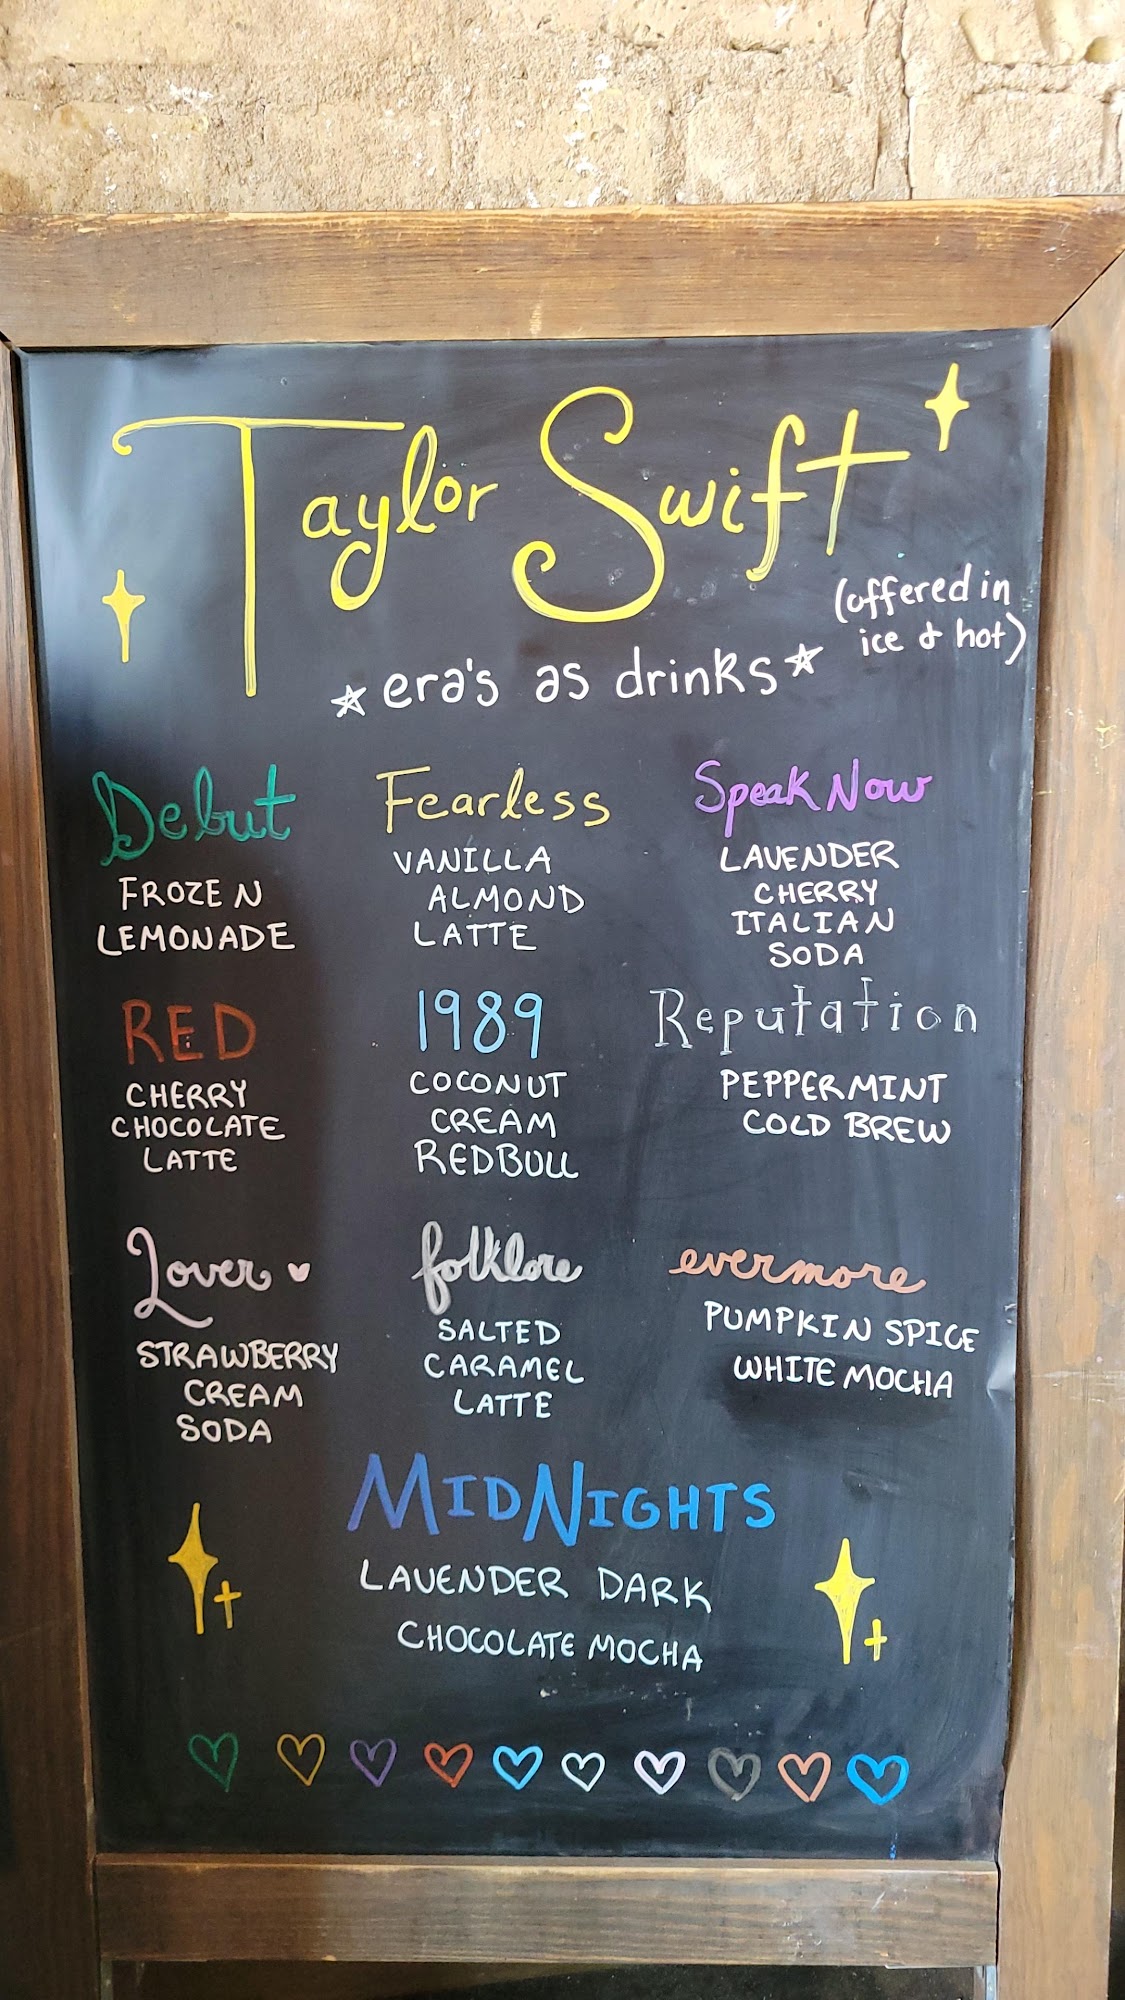 Taylor Swift
(offered in
ice & hot)
era's as drinks
Debut
FROZEN
LEMONADE
Fearless
VANILLA
ALMOND
LATTE
Speak Now
LAVENDER
CHERRY
ITALIAN
SODA
RED
CHERRY
CHOCOLATE
LATTE
1989
COCONUT
CREAM
REDBULL
Reputation
PEPPERMINT
COLD BREW
Lover
STRAWBERRY
CREAM
SODA
folklore
SALTED
CARAMEL
LATTE
evermore
PUMPKIN SPICE
WHITE MOCHA
MIDNIGHTS
LAVENDER DARK
CHOCOLATE MOCHA